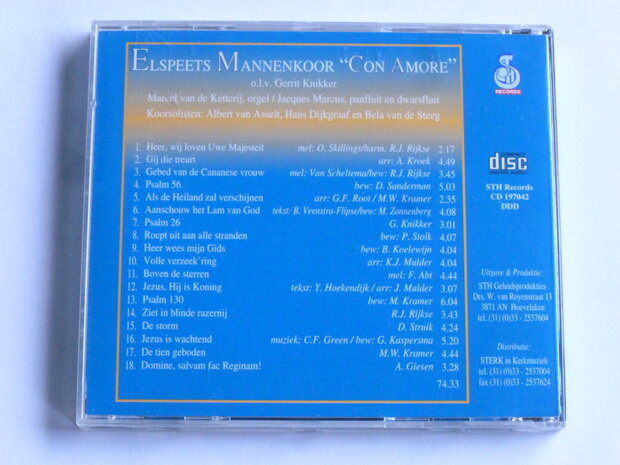 Elspeets Mannenkoor "Con Amore"
o.l.v. Gerrit Knikker
Marcel van de Ketterij, orgel / Jacques Marcus, panfluit en dwarsfluit
Koorsolisten: Albert van Asselt, Hans Dijkgraaf en Bela van de Steeg
1. Heer, wij loven Uwe Majesteit mel: O. Skillings/harm: R.J. Rijkse 2.17
2. Gij die treurt arr: A. Kroek 4.49
3. Gebed van de Cananese vrouw mel: Van Scheltema/bew: R.J. Rijkse 3.45
4. Psalm 56 bew: D. Sanderman 5.03
5. Als de Heiland zal verschijnen arr: G.F. Root / M.W. Kramer 2.35
6. Aanschouw het Lam van God tekst: B. Veenstra-Flipse/bew: M. Zonnenberg 4.08
7. Psalm 26 G. Knikker 3.01
8. Roept uit aan alle stranden bew: P. Stolk 4.07
9. Heer wees mijn Gids bew: B. Koelewijn 4.04
10. Volle verzeek'ring arr: K.J. Mulder 4.04
11. Boven de sterren mel: F. Abt 4.44
12. Jezus, Hij is Koning tekst: Y. Hoekendijk / arr: J. Mulder 3.07
13. Psalm 130 bew: M. Kramer 6.04
14. Ziet in blinde razernij R.J. Rijkse 3.43
15. De storm D. Struik 4.24
16. Jezus is wachtend muziek: C.F. Green / bew: G. Kaspersma 5.20
17. De tien geboden M.W. Kramer 4.44
18. Domine, salvam fac Reginam! A. Giesen 3.28
74.33
RECORDS
COMPACT
disc
DIGITAL AUDIO
STH Records
CD 197042
DDD
Uitgave & Produktie:
STH Geluidsprodukties
Drs. W. van Royenstraat 13
3871 AN Hoevelaken
tel. (31) (0)33 - 2537604
Distributie:
STERK in Kerkmuziek
tel. (31) (0)33 - 2537004
fax (31) (0)33 - 2537624